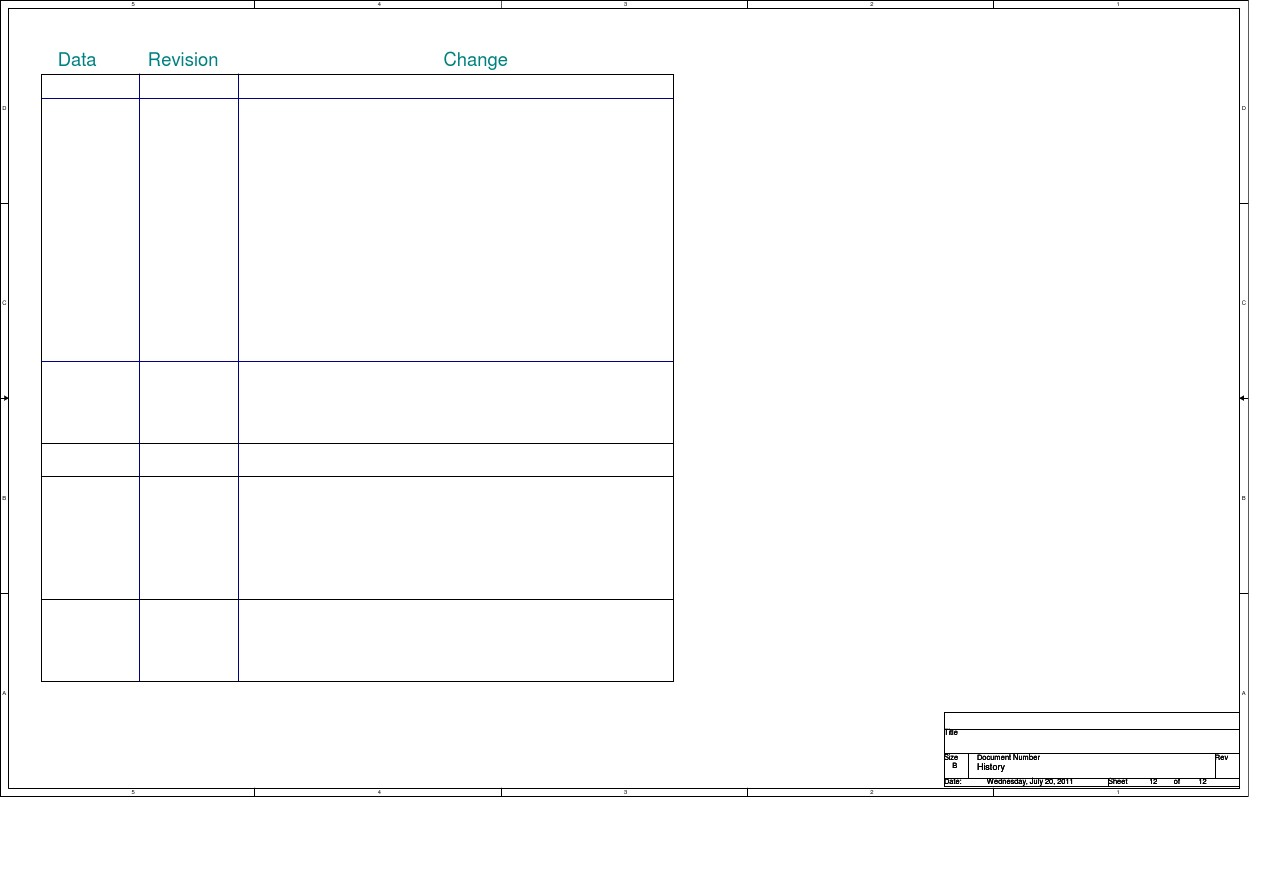 5 4 3 2 1
Data Revision Change
D D
C C
B B
A A
Title
Size Document Number Rev
B History
Date: Wednesday, July 20, 2011 Sheet 12 of 12
5 4 3 2 1